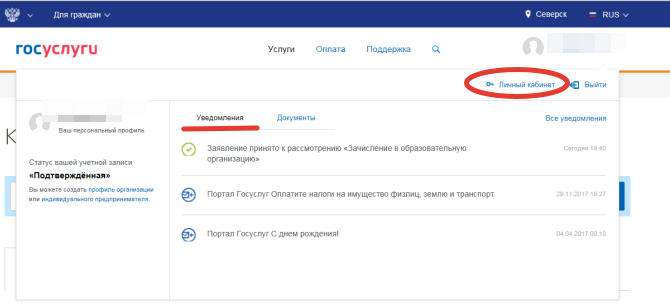 Для граждан
Северск
RUS
госуслуги
Услуги Оплата Поддержка
Личный кабинет Выйти
Ваш персональный профиль
Уведомления Документы Все уведомления
Статус вашей учетной записи
«Подтверждённая»
Вы можете создать профиль организации
или индивидуального предпринимателя.
Заявление принято к рассмотрению «Зачисление в образовательную
организацию»
Сегодня 19:40
Портал Госуслуг Оплатите налоги на имущество физлиц, землю и транспорт
29.11.2017 18:27
Портал Госуслуг С днем рождения!
04.04.2017 00:10
К